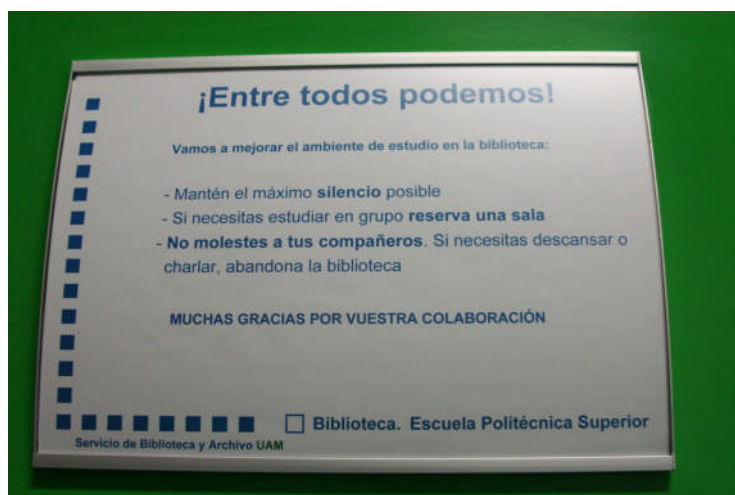 ¡Entre todos podemos!
Vamos a mejorar el ambiente de estudio en la biblioteca:
- Mantén el máximo silencio posible
- Si necesitas estudiar en grupo reserva una sala
- No molestes a tus compañeros. Si necesitas descansar o
charlar, abandona la biblioteca
MUCHAS GRACIAS POR VUESTRA COLABORACIÓN
Biblioteca. Escuela Politécnica Superior
Servicio de Biblioteca y Archivo UAM